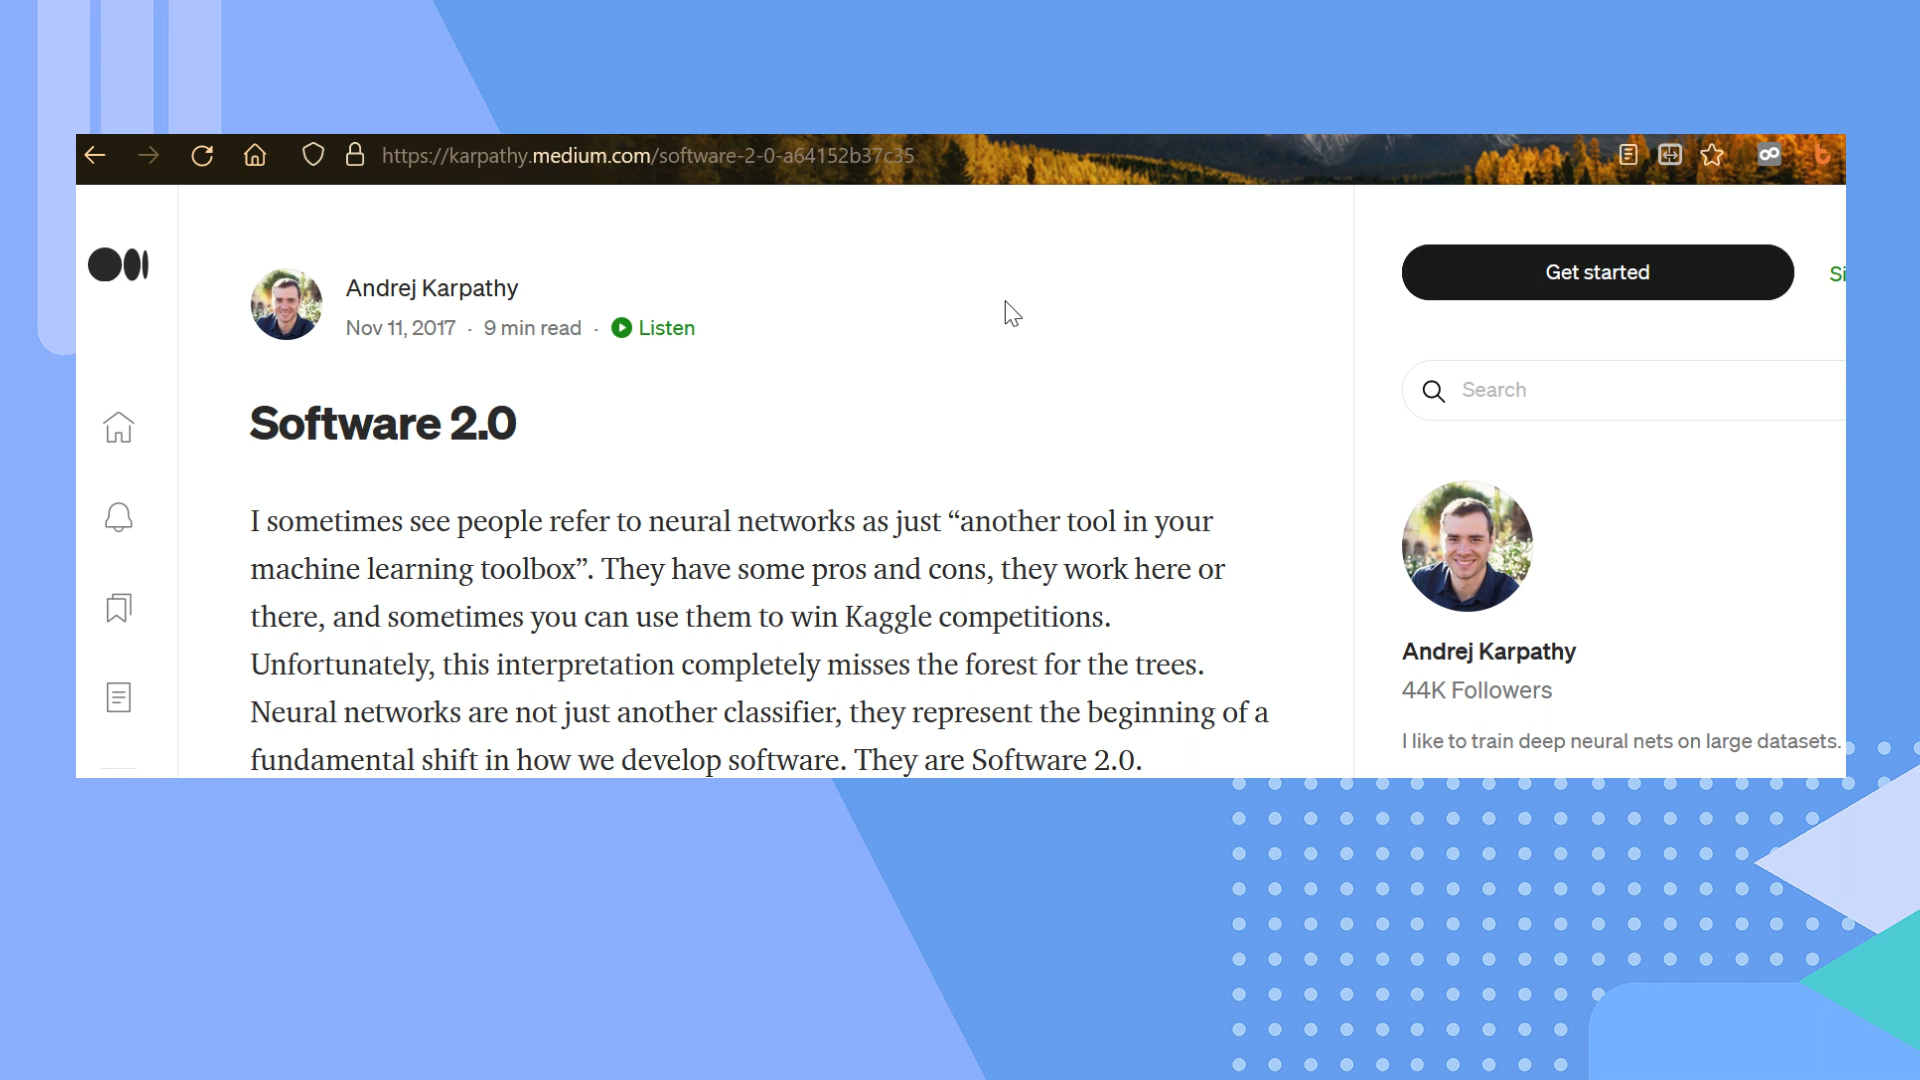 https://karpathy.medium.com/software-2-0-a64152b37c35
Andrej Karpathy
Nov 11, 2017 · 9 min read · Listen
Software 2.0
I sometimes see people refer to neural networks as just “another tool in your
machine learning toolbox”. They have some pros and cons, they work here or
there, and sometimes you can use them to win Kaggle competitions.
Unfortunately, this interpretation completely misses the forest for the trees.
Neural networks are not just another classifier, they represent the beginning of a
fundamental shift in how we develop software. They are Software 2.0.
Get started
Si
Search
Andrej Karpathy
44K Followers
I like to train deep neural nets on large datasets.